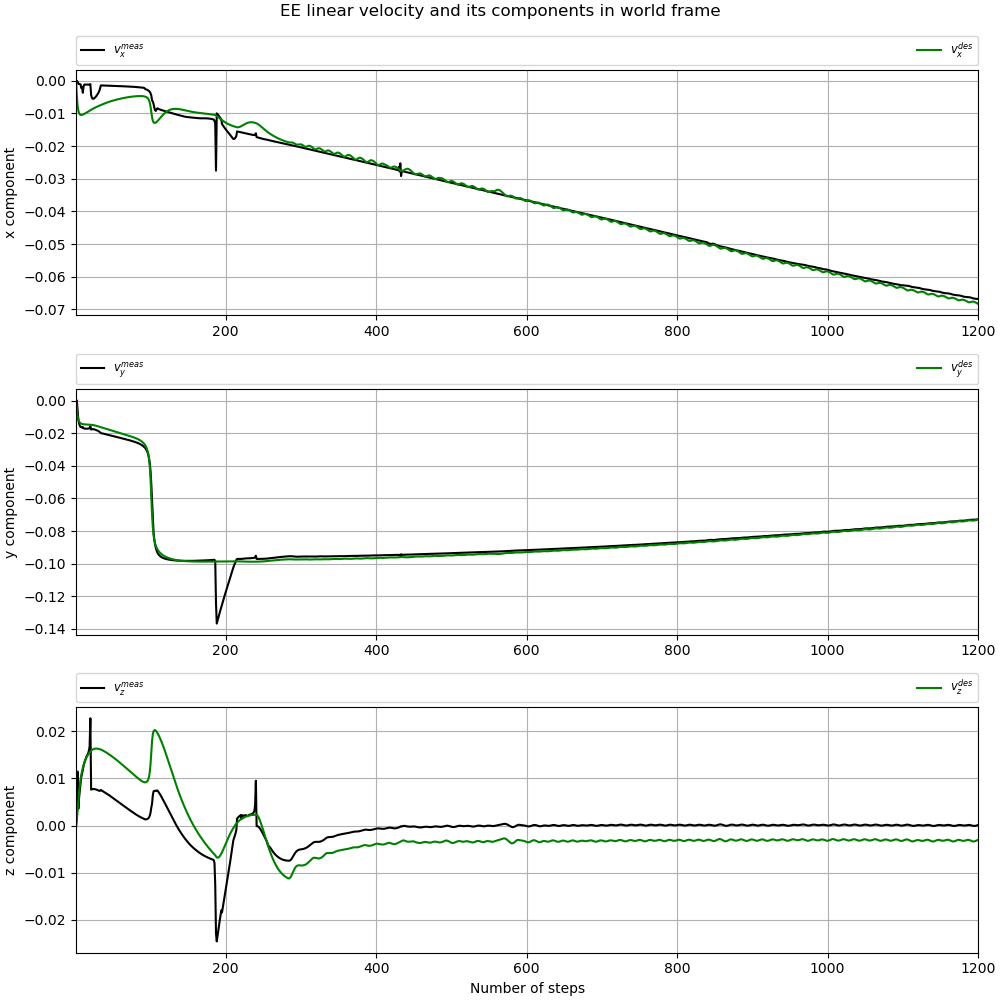 EE linear velocity and its components in world frame
v_x^meas v_x^des
0.00
−0.01
−0.02
−0.03
−0.04
−0.05
−0.06
−0.07
x component
200 400 600 800 1000 1200
v_y^meas v_y^des
0.00
−0.02
−0.04
−0.06
−0.08
−0.10
−0.12
−0.14
y component
200 400 600 800 1000 1200
v_z^meas v_z^des
0.02
0.01
0.00
−0.01
−0.02
z component
200 400 600 800 1000 1200
Number of steps